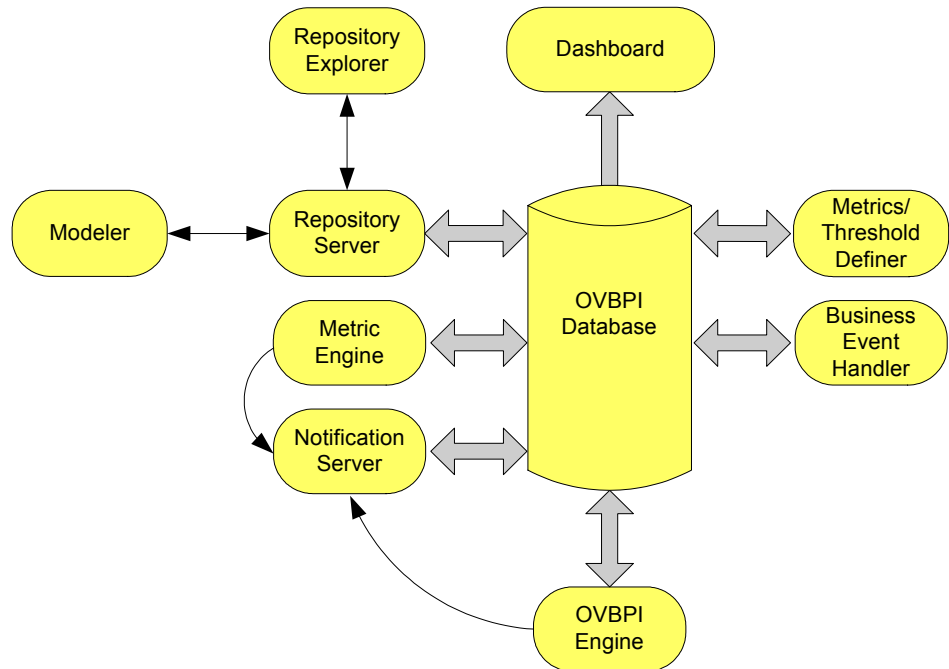 Repository
Explorer
Dashboard
Modeler
Repository
Server
Metrics/
Threshold
Definer
OVBPI
Database
Metric
Engine
Business
Event
Handler
Notification
Server
OVBPI
Engine